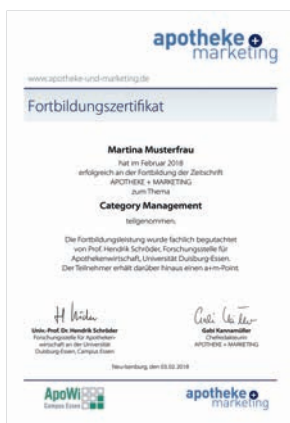 apotheke +
marketing
www.apotheke-und-marketing.de
Fortbildungszertifikat
Martina Musterfrau
hat im Februar 2018
erfolgreich an der Fortbildung der Zeitschrift
APOTHEKE + MARKETING
zum Thema
Category Management
teilgenommen.
Die Fortbildungsleistung wurde fachlich begutachtet
von Prof. Hendrik Schröder, Forschungsstelle für
Apothekenwirtschaft, Universität Duisburg-Essen.
Der Teilnehmer erhält darüber hinaus einen a+m-Point.
Univ.-Prof. Dr. Hendrik Schröder
Forschungsstelle für Apotheken-
wirtschaft an der Universität
Duisburg-Essen, Campus Essen
Gabi Kannamüller
Chefredakteurin
APOTHEKE + MARKETING
Neu-Isenburg, den 03.02.2018
ApoWi
Campus Essen
apotheke +
marketing